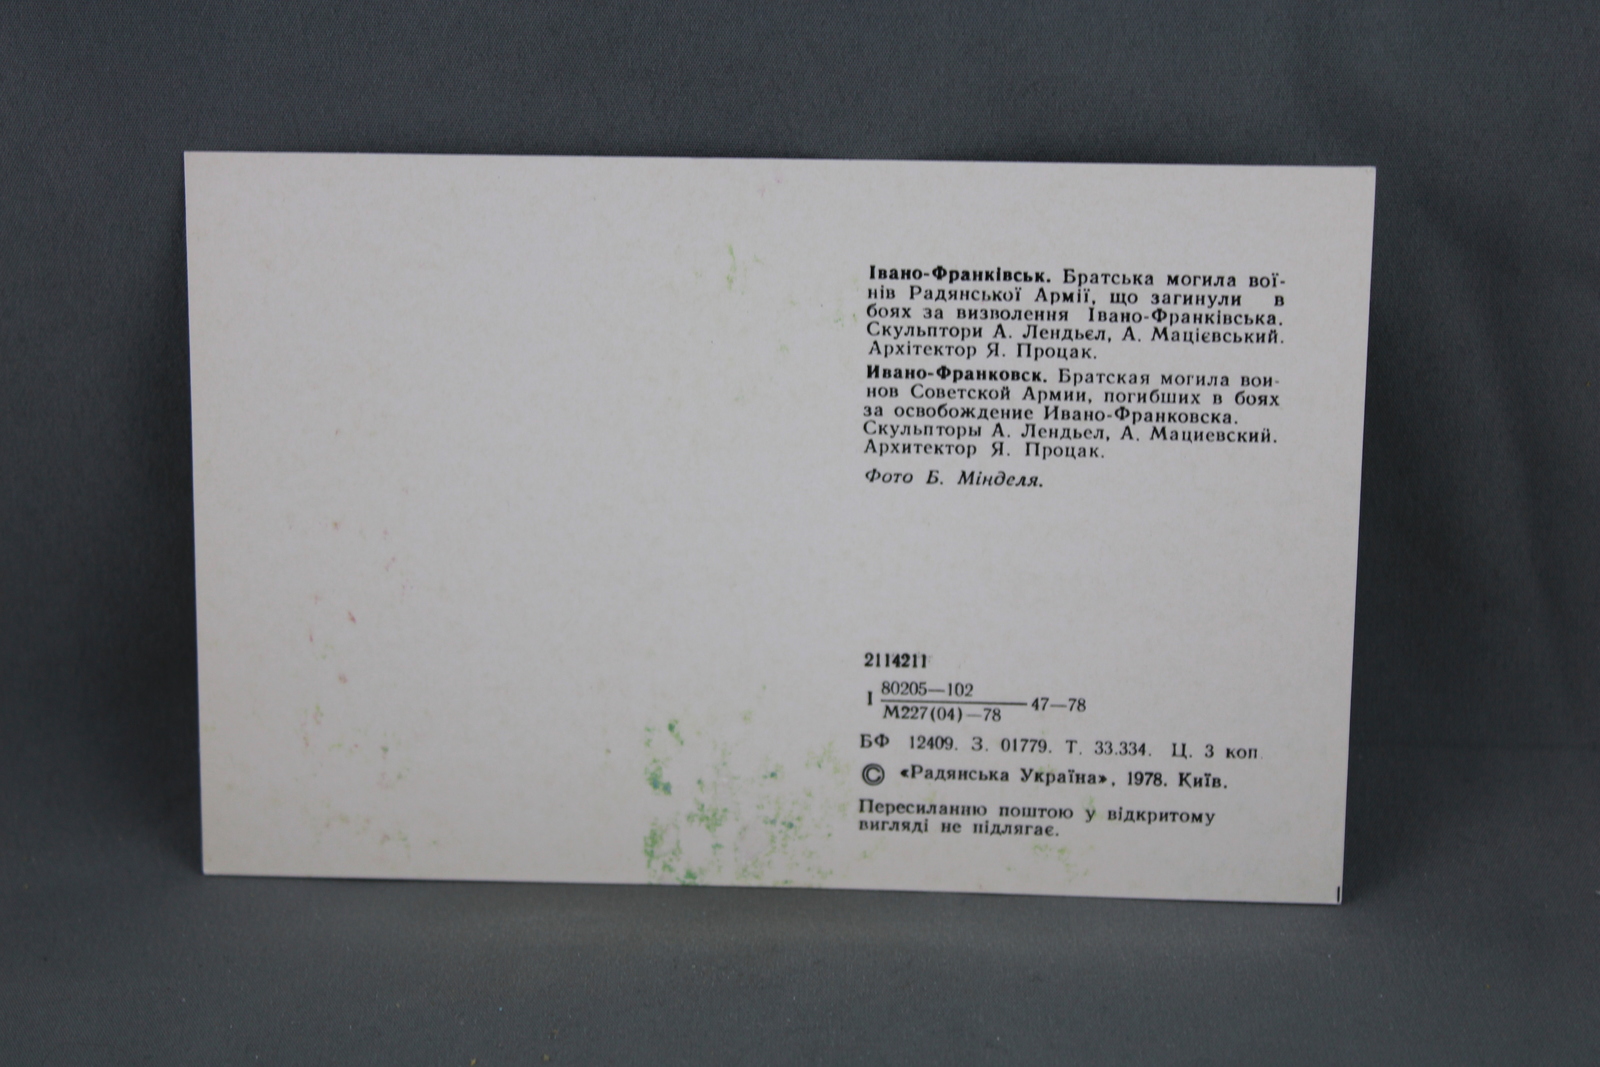 Івано-Франківськ. Братська могила вої-
нів Радянської Армії, що загинули в
боях за визволення Івано-Франківська.
Скульптори А. Лендьєл, А. Мацієвський.
Архітектор Я. Процак.
Ивано-Франковск. Братская могила вои-
нов Советской Армии, погибших в боях
за освобождение Ивано-Франковска.
Скульпторы А. Лендьел, А. Мациевский.
Архитектор Я. Процак.
Фото Б. Мінделя.
2114211
І 80205—102
М227(04)—78 47—78
БФ 12409. З. 01779. Т. 33.334. Ц. 3 коп.
© «Радянська Україна», 1978. Київ.
Пересиланню поштою у відкритому
вигляді не підлягає.